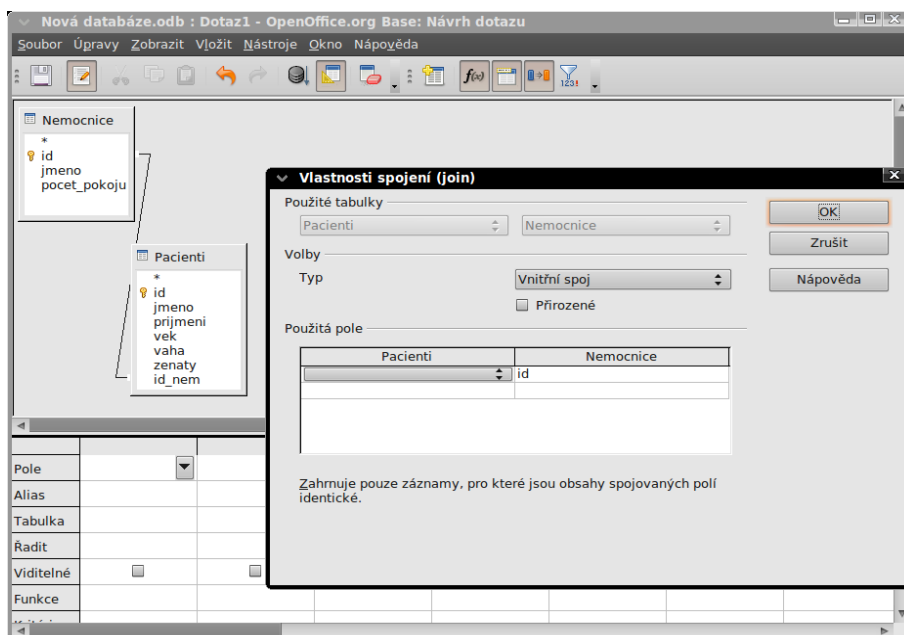 Nová databáze.odb : Dotaz1 - OpenOffice.org Base: Návrh dotazu
Soubor Úpravy Zobrazit Vložit Nástroje Okno Nápověda
f(x)
123!
Nemocnice
*
id
jmeno
pocet_pokoju
Pacienti
*
id
jmeno
prijmeni
vek
vaha
zenaty
id_nem
Vlastnosti spojení (join)
Použité tabulky
Pacienti Nemocnice
OK
Zrušit
Nápověda
Volby
Typ Vnitřní spoj
Přirozené
Použitá pole
Pacienti Nemocnice
id
Zahrnuje pouze záznamy, pro které jsou obsahy spojovaných polí
identické.
Pole
Alias
Tabulka
Řadit
Viditelné
Funkce